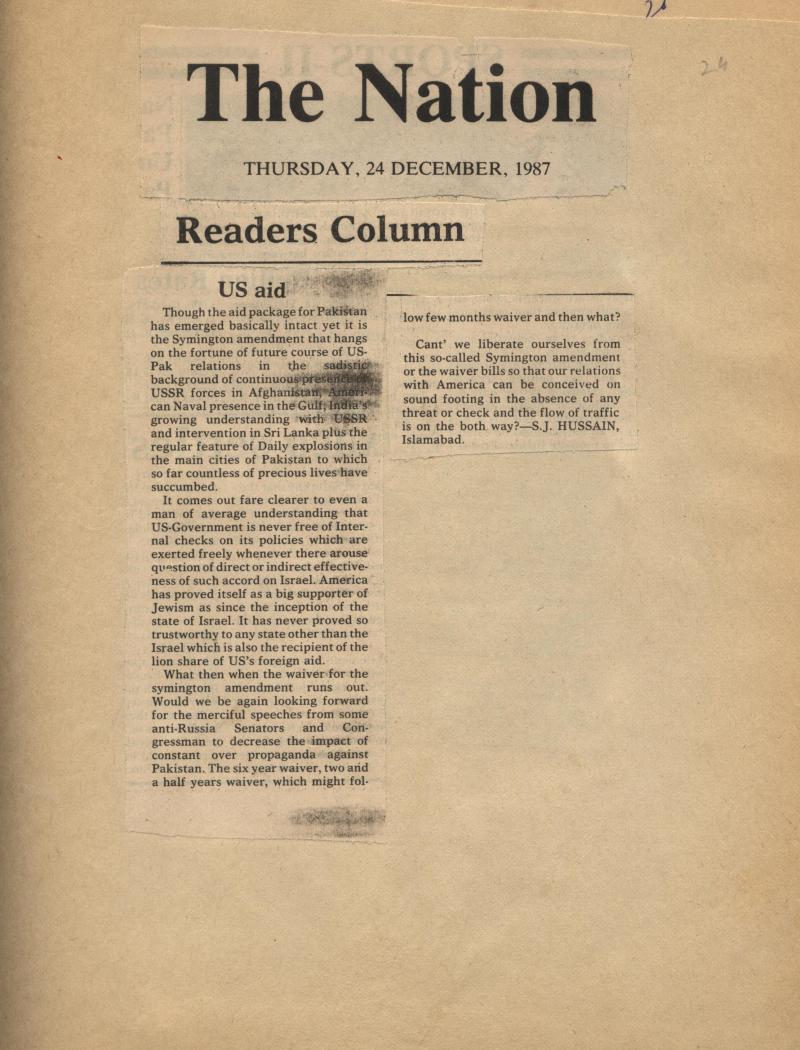 24
The Nation
THURSDAY, 24 DECEMBER, 1987
Readers Column
US aid
Though the aid package for Pakistan
has emerged basically intact yet it is
the Symington amendment that hangs
on the fortune of future course of US-
Pak relations in the sadistic
background of continuous presence of
USSR forces in Afghanistan, Ameri-
can Naval presence in the Gulf, India's
growing understanding with USSR
and intervention in Sri Lanka plus the
regular feature of Daily explosions in
the main cities of Pakistan to which
so far countless of precious lives have
succumbed.
It comes out fare clearer to even a
man of average understanding that
US-Government is never free of Inter-
nal checks on its policies which are
exerted freely whenever there arouse
question of direct or indirect effective-
ness of such accord on Israel. America
has proved itself as a big supporter of
Jewism as since the inception of the
state of Israel. It has never proved so
trustworthy to any state other than the
Israel which is also the recipient of the
lion share of US's foreign aid.
What then when the waiver for the
symington amendment runs out.
Would we be again looking forward
for the merciful speeches from some
anti-Russia Senators and Con-
gressman to decrease the impact of
constant over propaganda against
Pakistan. The six year waiver, two and
a half years waiver, which might fol-
low few months waiver and then what?
Cant' we liberate ourselves from
this so-called Symington amendment
or the waiver bills so that our relations
with America can be conceived on
sound footing in the absence of any
threat or check and the flow of traffic
is on the both way?—S.J. HUSSAIN,
Islamabad.